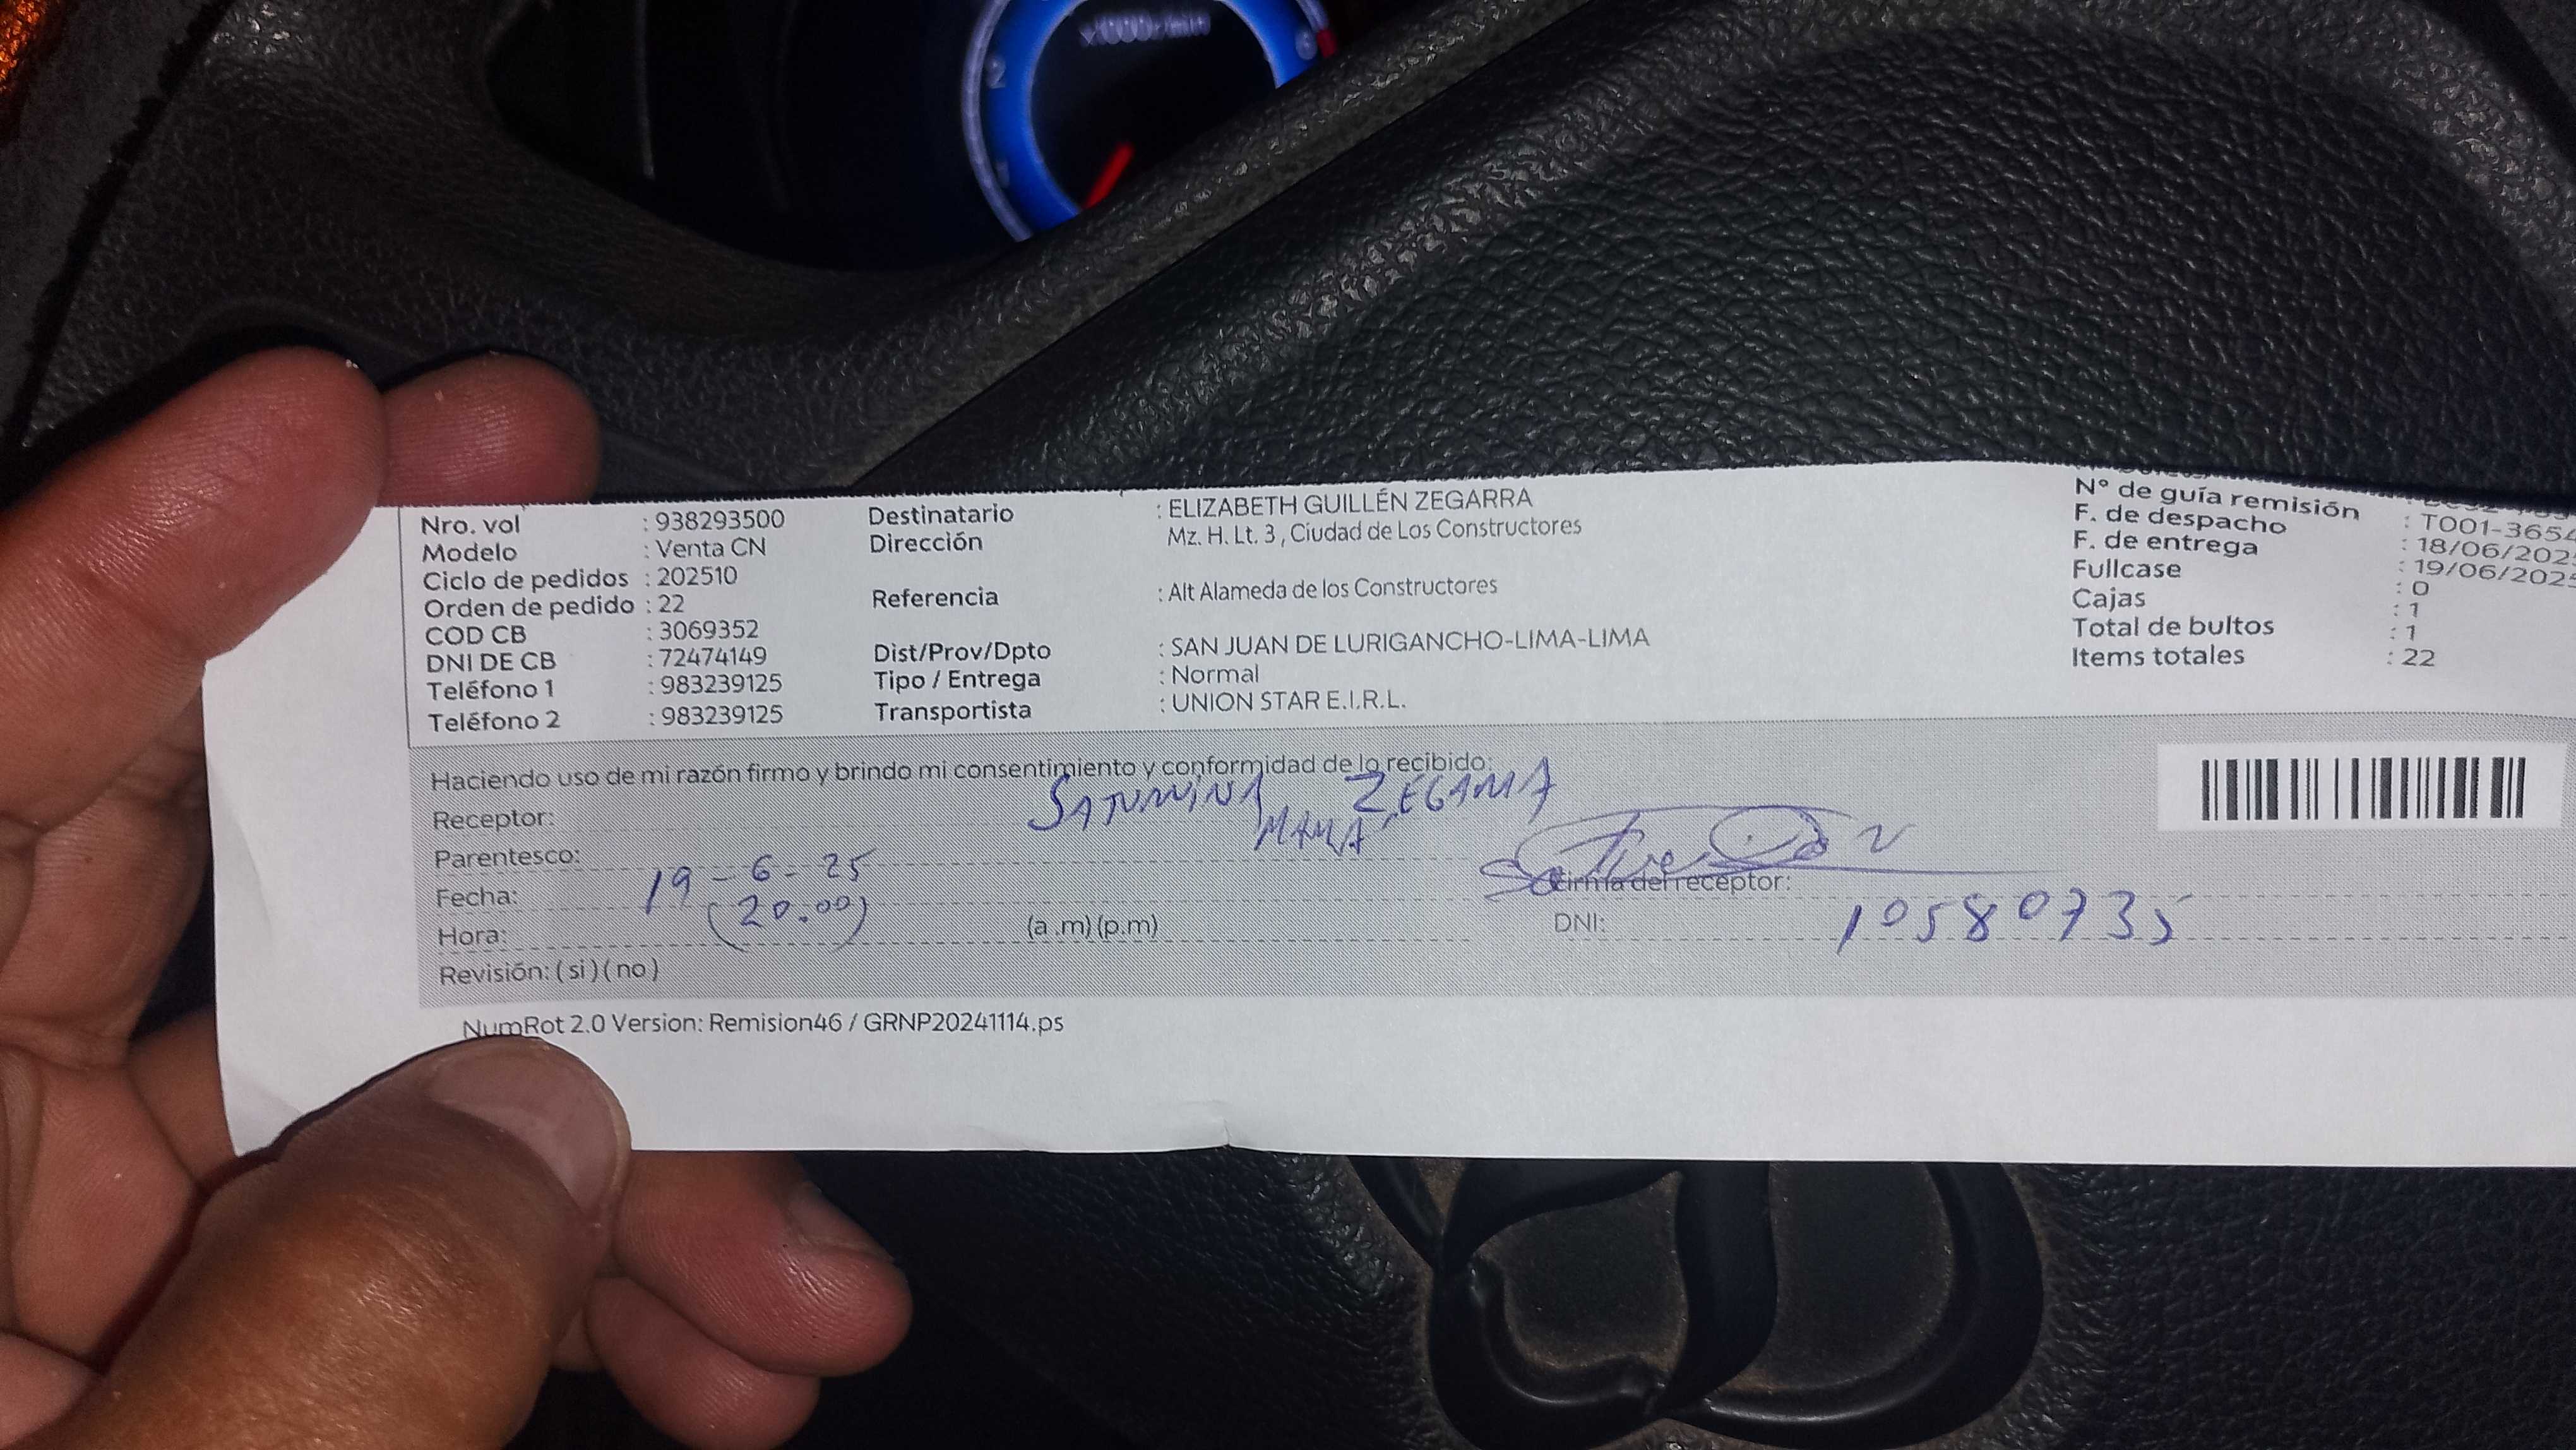 x1000r/min
2
Nro. vol : 938293500
Modelo : Venta CN
Ciclo de pedidos : 202510
Orden de pedido : 22
COD CB : 3069352
DNI DE CB : 72474149
Teléfono 1 : 983239125
Teléfono 2 : 983239125
Destinatario : ELIZABETH GUILLÉN ZEGARRA
Dirección Mz. H. Lt. 3 , Ciudad de Los Constructores
Referencia : Alt Alameda de los Constructores
Dist/Prov/Dpto : SAN JUAN DE LURIGANCHO-LIMA-LIMA
Tipo / Entrega : Normal
Transportista : UNION STAR E.I.R.L.
N° de guía remisión : T001-3654
F. de despacho : 18/06/202
F. de entrega : 19/06/202
Fullcase : 0
Cajas : 1
Total de bultos : 1
Items totales : 22
Haciendo uso de mi razón firmo y brindo mi consentimiento y conformidad de lo recibido:
Receptor: ZEGARRA
Parentesco: MAMA
Fecha: 19-6-25
Firma del receptor:
Hora: (20.00) (a .m) (p.m)
DNI: 10580735
Revisión: ( si ) ( no )
NumRot 2.0 Version: Remision46 / GRNP20241114.ps